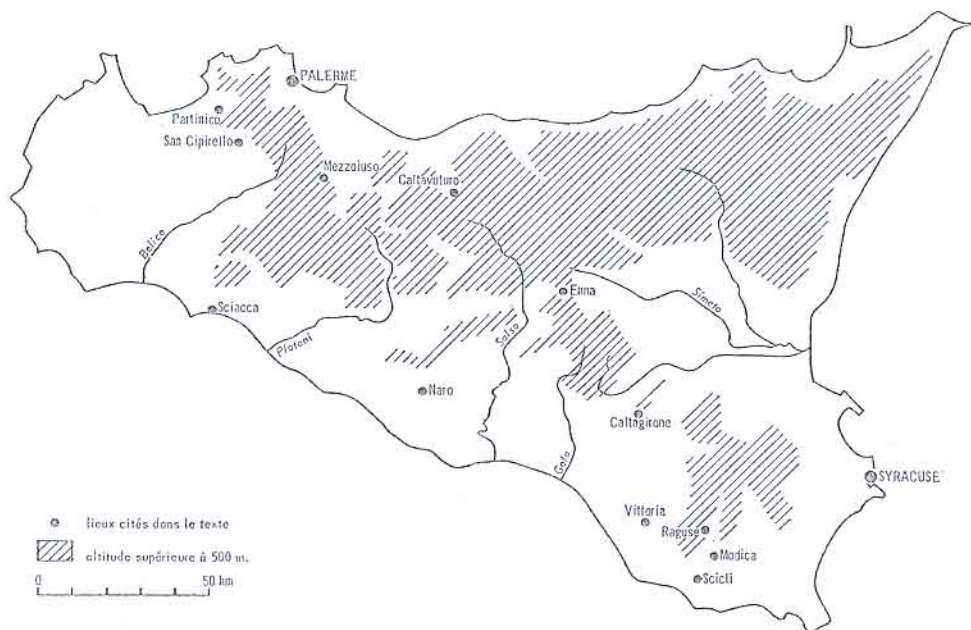 PALERME
Partinico
San Cipirello
Mezzoiuso
Caltavuturo
Belice
Enna
Simeto
Sciacca
Salso
Platani
Naro
Caltagirone
Gela
SYRACUSE
Vittoria
Raguse
Modica
Scicli
lieux cités dans le texte
altitude supérieure à 500 m.
0 50 km